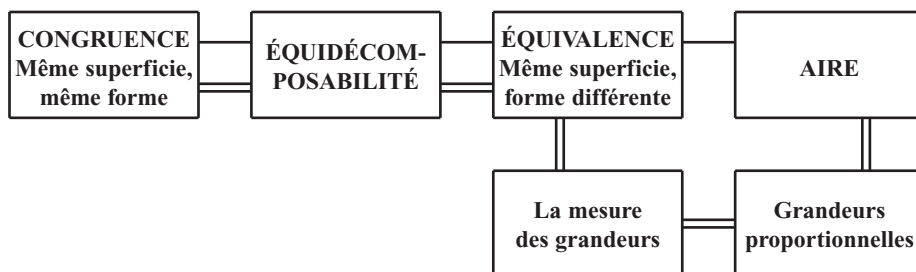 CONGRUENCE
Même superficie,
même forme
ÉQUIDÉCOM-
POSABILITÉ
ÉQUIVALENCE
Même superficie,
forme différente
AIRE
La mesure
des grandeurs
Grandeurs
proportionnelles